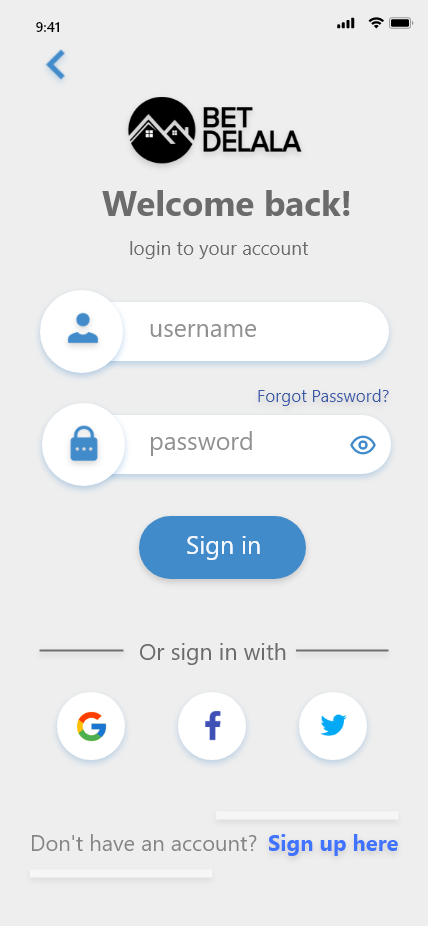 9:41
BET
DELALA
Welcome back!
login to your account
username
Forgot Password?
password
Sign in
Or sign in with
Don't have an account? Sign up here